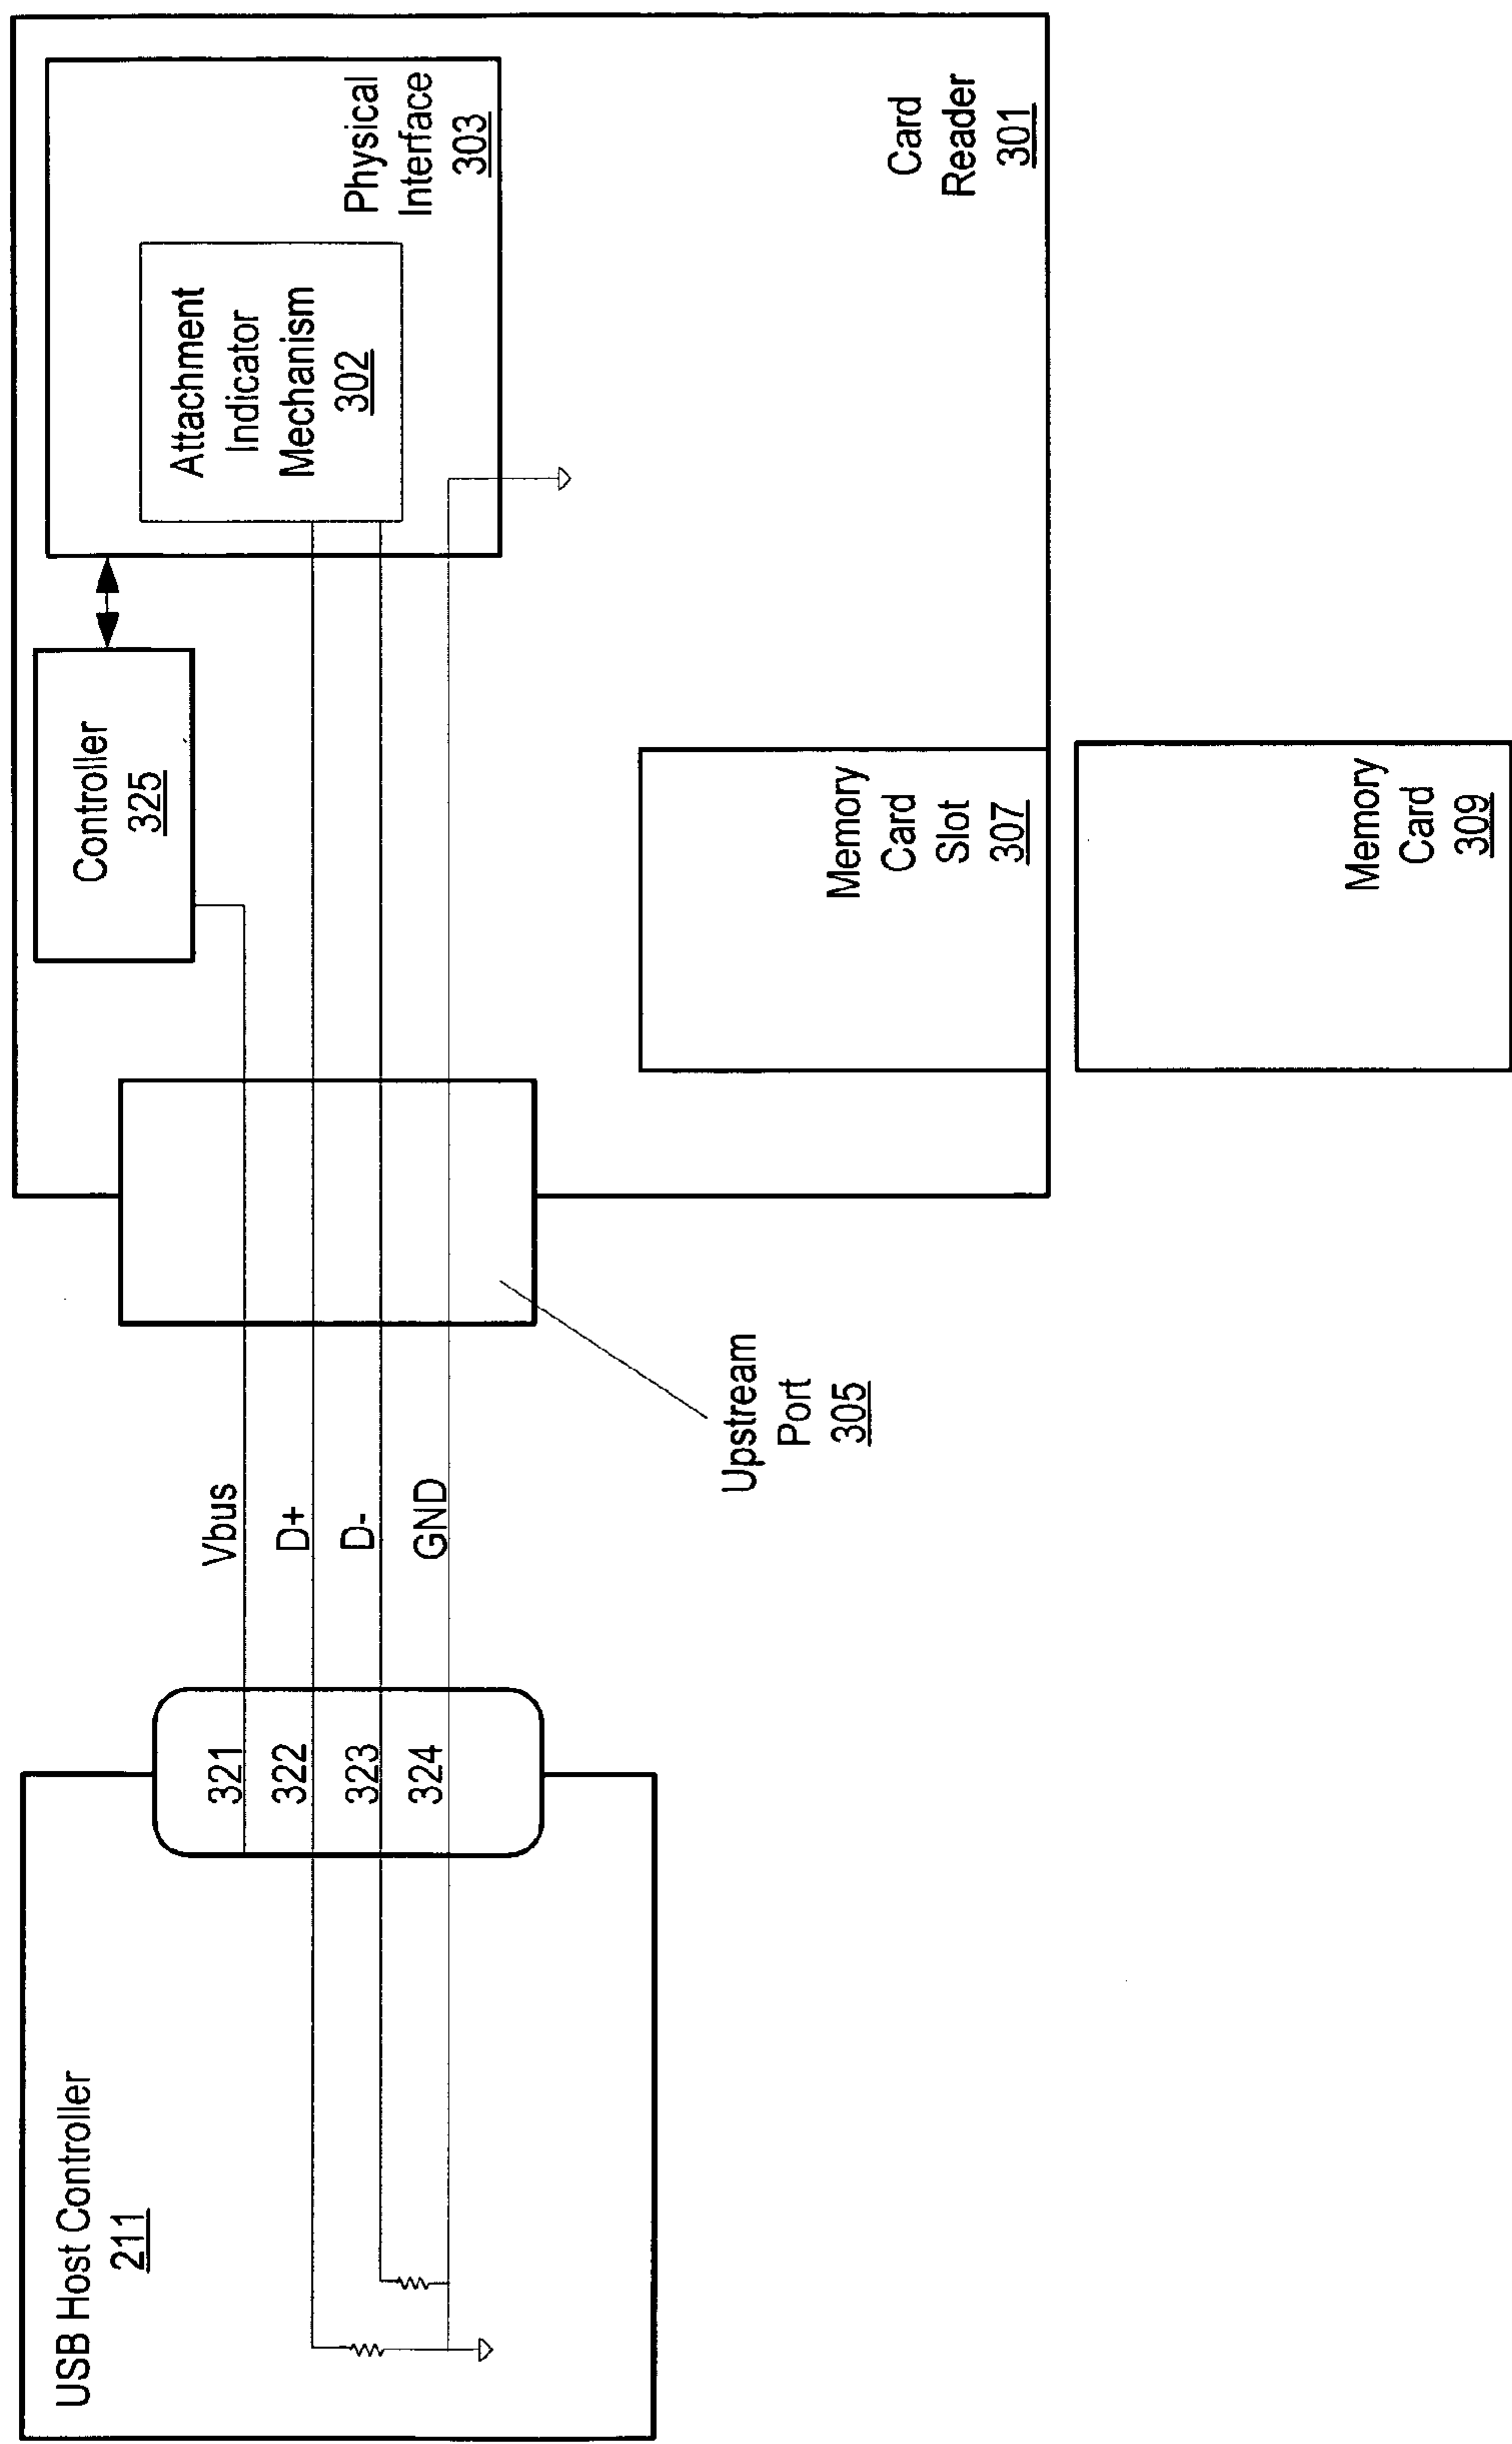 USB Host Controller
211
321
322
323
324
Vbus
D+
D-
GND
Upstream
Port
305
Controller
325
Attachment
Indicator
Mechanism
302
Physical
Interface
303
Memory
Card
Slot
307
Card
Reader
301
Memory
Card
309